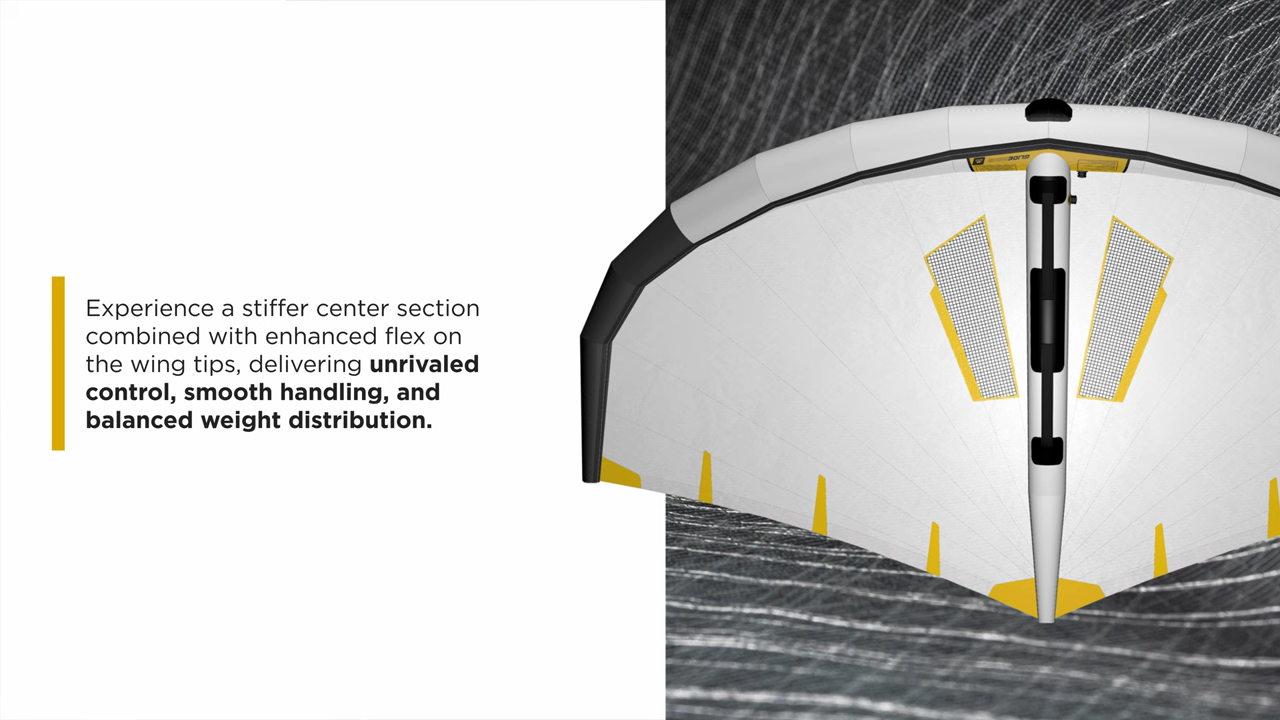 Experience a stiffer center section
combined with enhanced flex on
the wing tips, delivering unrivaled
control, smooth handling, and
balanced weight distribution.
GLIDE